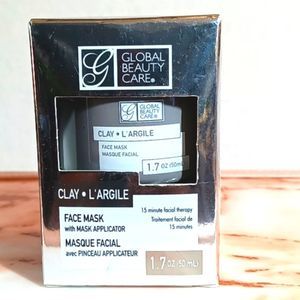 G
GLOBAL
BEAUTY
CARE®
G
GLOBAL
BEAUTY
CARE
CLAY • L'ARGILE
FACE MASK
MASQUE FACIAL
1.7 OZ (50mL)
CLAY • L'ARGILE
FACE MASK
with MASK APPLICATOR
MASQUE FACIAL
avec PINCEAU APPLICATEUR
15 minute facial therapy
Traitement facial de
15 minutes
1.7 OZ (50 mL)